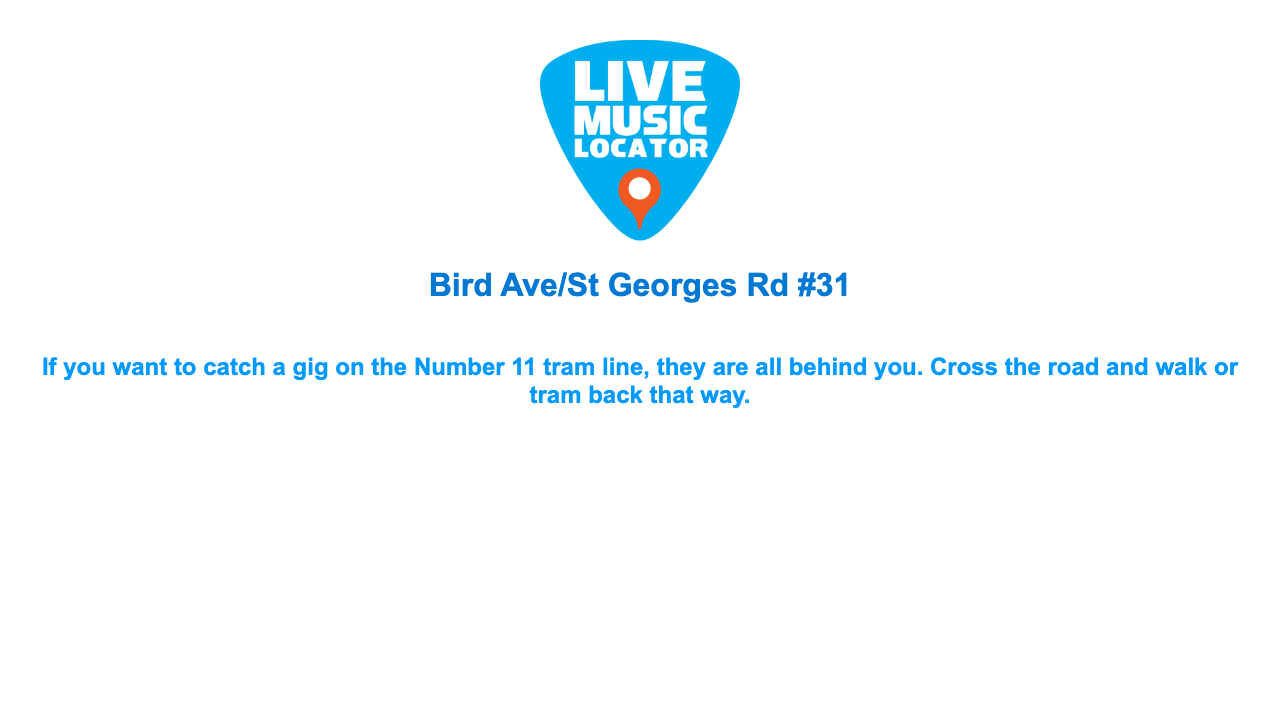 LIVE
MUSIC
LOCATOR
Bird Ave/St Georges Rd #31
If you want to catch a gig on the Number 11 tram line, they are all behind you. Cross the road and walk or
tram back that way.